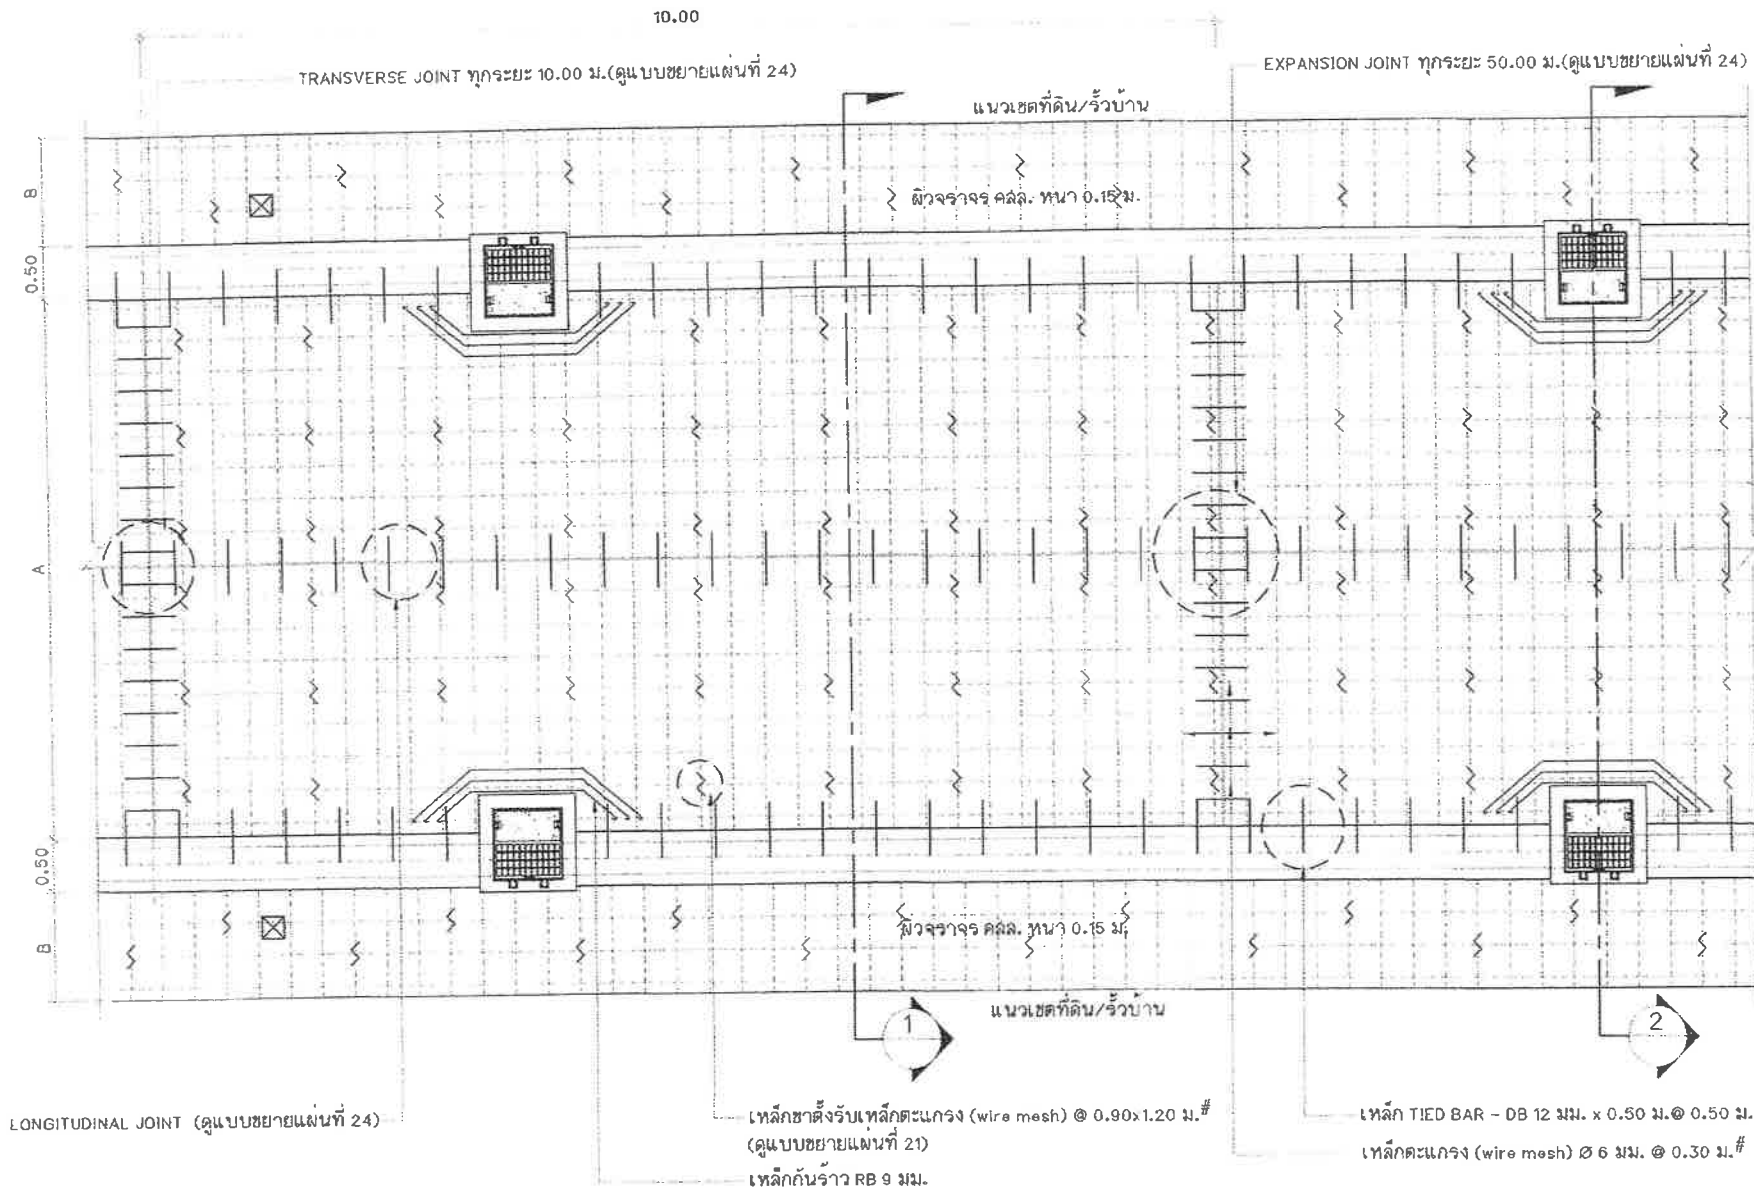 10.00
TRANSVERSE JOINT ทุกระยะ 10.00 ม.(ดูแบบขยายแผ่นที่ 24)
EXPANSION JOINT ทุกระยะ 50.00 ม.(ดูแบบขยายแผ่นที่ 24)
แนวเขตที่ดิน/รั้วบ้าน
B
ผิวจราจร คสล. หนา 0.15 ม.
0.50
A
0.50
B
ผิวจราจร คสล. หนา 0.15 ม.
แนวเขตที่ดิน/รั้วบ้าน
1
2
LONGITUDINAL JOINT (ดูแบบขยายแผ่นที่ 24)
เหล็กขาตั้งรับเหล็กตะแกรง (wire mesh) @ 0.90x1.20 ม.#
(ดูแบบขยายแผ่นที่ 21)
เหล็กกันร้าว RB 9 มม.
เหล็ก TIED BAR - DB 12 มม. x 0.50 ม.@ 0.50 ม.
เหล็กตะแกรง (wire mesh) Ø 6 มม. @ 0.30 ม.#